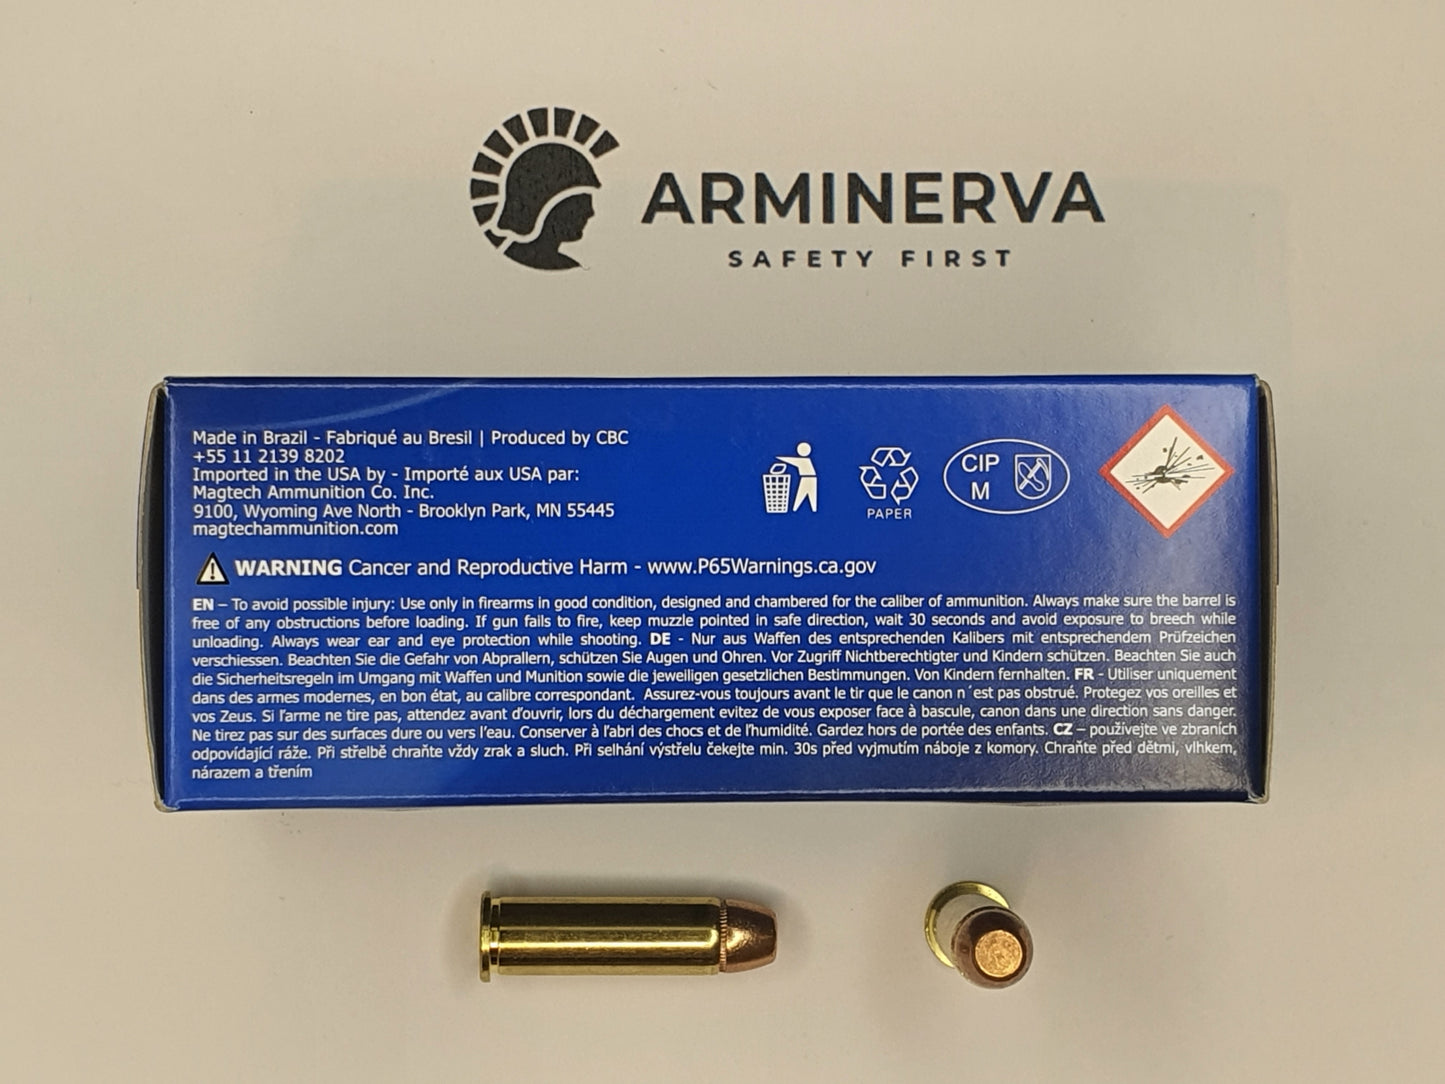 ARMINERVA
SAFETY FIRST
Made in Brazil - Fabriqué au Bresil | Produced by CBC
+55 11 2139 8202
Imported in the USA by - Importé aux USA par:
Magtech Ammunition Co. Inc.
9100, Wyoming Ave North - Brooklyn Park, MN 55445
magtechammunition.com
PAPER
CIP
M
WARNING Cancer and Reproductive Harm - www.P65Warnings.ca.gov
EN – To avoid possible injury: Use only in firearms in good condition, designed and chambered for the caliber of ammunition. Always make sure the barrel is
free of any obstructions before loading. If gun fails to fire, keep muzzle pointed in safe direction, wait 30 seconds and avoid exposure to breech while
unloading. Always wear ear and eye protection while shooting. DE - Nur aus Waffen des entsprechenden Kalibers mit entsprechendem Prüfzeichen
verschiessen. Beachten Sie die Gefahr von Abprallern, schützen Sie Augen und Ohren. Vor Zugriff Nichtberechtigter und Kindern schützen. Beachten Sie auch
die Sicherheitsregeln im Umgang mit Waffen und Munition sowie die jeweiligen gesetzlichen Bestimmungen. Von Kindern fernhalten. FR - Utiliser uniquement
dans des armes modernes, en bon état, au calibre correspondant. Assurez-vous toujours avant le tir que le canon n´est pas obstrué. Protegez vos oreilles et
vos Zeus. Si l'arme ne tire pas, attendez avant d'ouvrir, lors du déchargement evitez de vous exposer face à bascule, canon dans une direction sans danger.
Ne tirez pas sur des surfaces dure ou vers l'eau. Conserver à l'abri des chocs et de l'humidité. Gardez hors de portée des enfants. CZ – používejte ve zbraních
odpovídající ráže. Při střelbě chraňte vždy zrak a sluch. Při selhání výstřelu čekejte min. 30s před vyjmutím náboje z komory. Chraňte před dětmi, vlhkem,
nárazem a třením